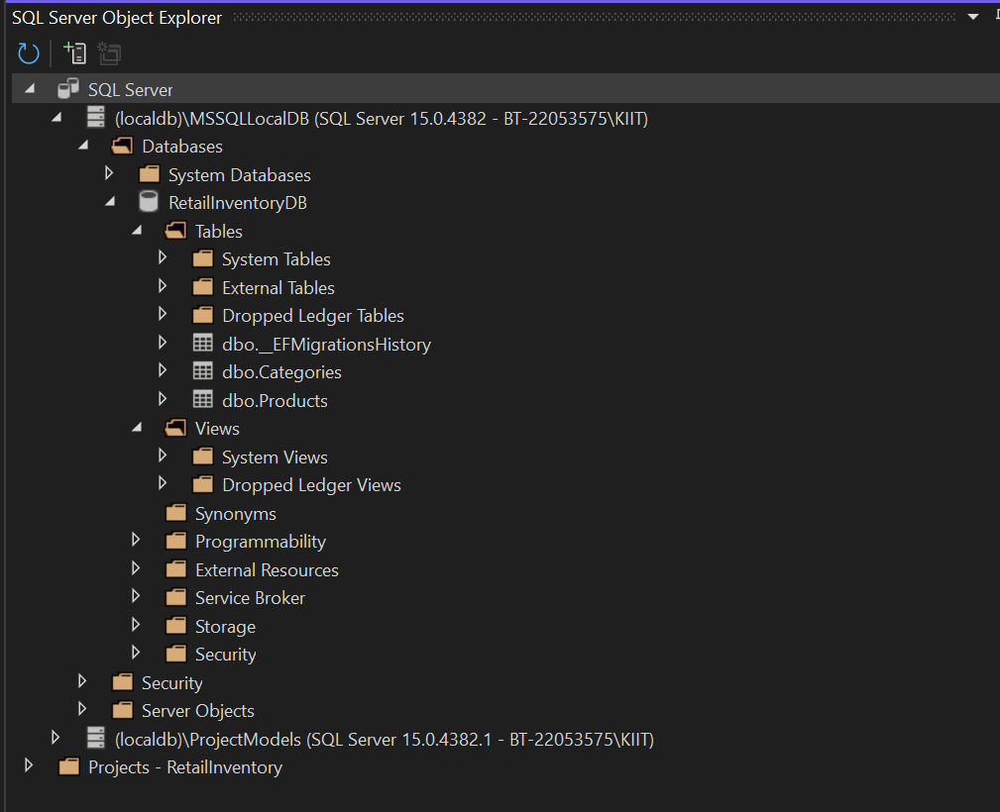 SQL Server Object Explorer
SQL Server
(localdb)\MSSQLLocalDB (SQL Server 15.0.4382 - BT-22053575\KIIT)
Databases
System Databases
RetailInventoryDB
Tables
System Tables
External Tables
Dropped Ledger Tables
dbo.__EFMigrationsHistory
dbo.Categories
dbo.Products
Views
System Views
Dropped Ledger Views
Synonyms
Programmability
External Resources
Service Broker
Storage
Security
Security
Server Objects
(localdb)\ProjectModels (SQL Server 15.0.4382.1 - BT-22053575\KIIT)
Projects - RetailInventory